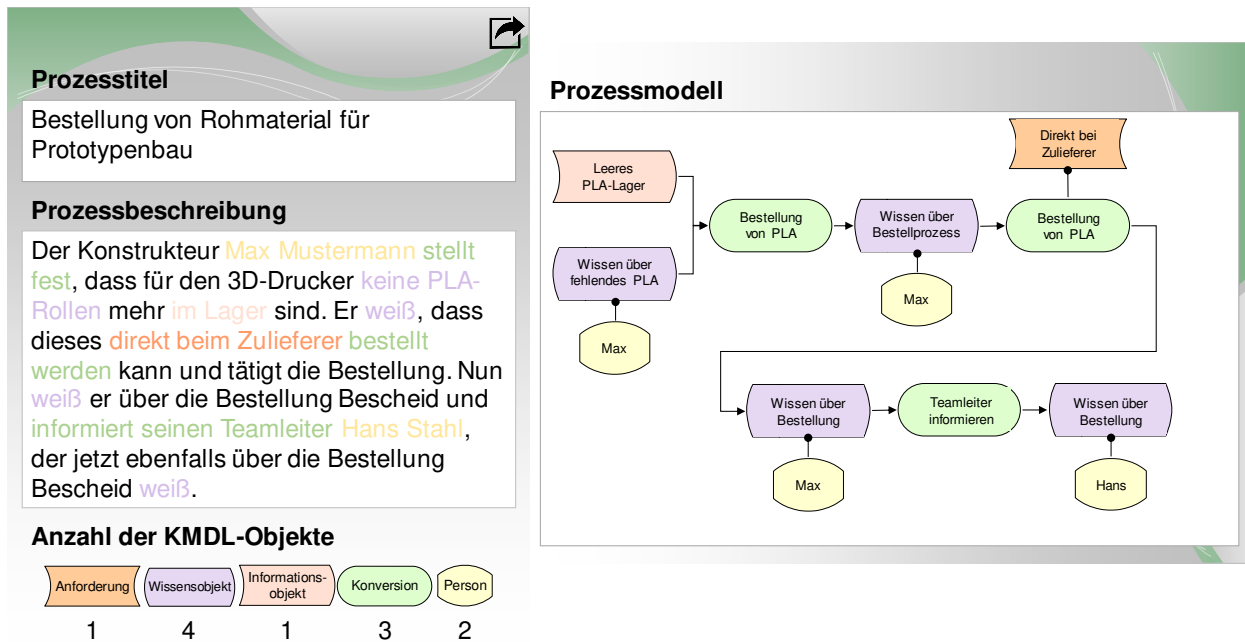 Prozesstitel
Bestellung von Rohmaterial für
Prototypenbau
Prozessbeschreibung
Der Konstrukteur Max Mustermann stellt
fest, dass für den 3D-Drucker keine PLA-
Rollen mehr im Lager sind. Er weiß, dass
dieses direkt beim Zulieferer bestellt
werden kann und tätigt die Bestellung. Nun
weiß er über die Bestellung Bescheid und
informiert seinen Teamleiter Hans Stahl,
der jetzt ebenfalls über die Bestellung
Bescheid weiß.
Anzahl der KMDL-Objekte
Anforderung
Wissensobjekt
Informations-
objekt
Konversion
Person
1 4 1 3 2
Prozessmodell
Direkt bei
Zulieferer
Leeres
PLA-Lager
Bestellung
von PLA
Wissen über
Bestellprozess
Bestellung
von PLA
Wissen über
fehlendes PLA
Max
Max
Wissen über
Bestellung
Teamleiter
informieren
Wissen über
Bestellung
Max
Hans